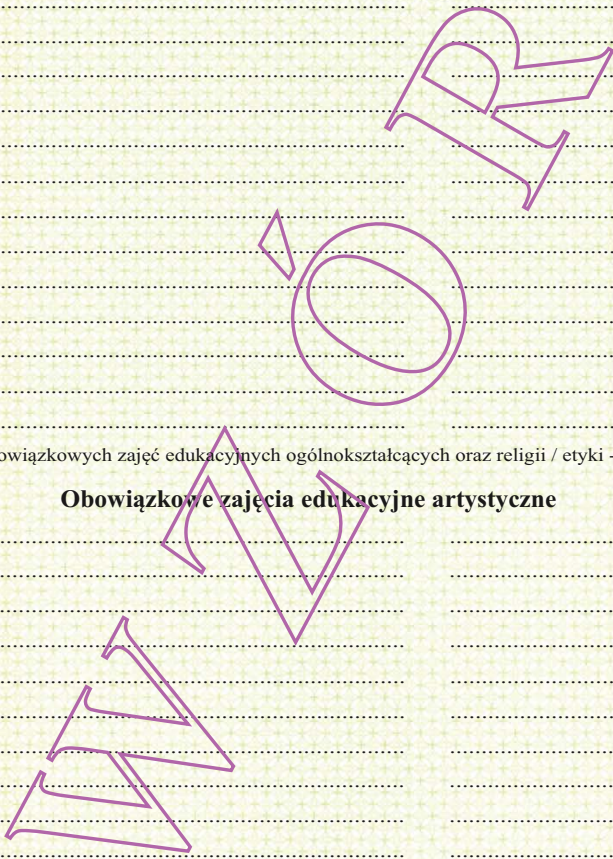 owiązkowych zajęć edukacyjnych ogólnokształcących oraz religii / etyki -
Obowiązkowe zajęcia edukacyjne artystyczne
WZÓR